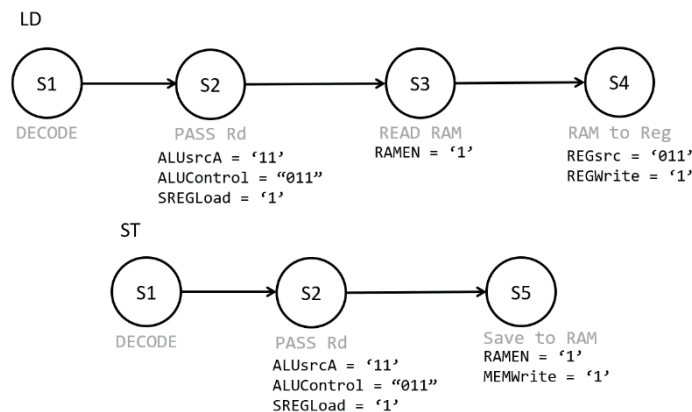 LD
S1
S2
S3
S4
DECODE
PASS Rd
READ RAM
RAM to Reg
ALUsrcA = ‘11’
ALUControl = “011”
SREGLoad = ‘1’
RAMEN = ‘1’
REGsrc = ‘011’
REGWrite = ‘1’
ST
S1
S2
S5
DECODE
PASS Rd
Save to RAM
ALUsrcA = ‘11’
ALUControl = “011”
SREGLoad = ‘1’
RAMEN = ‘1’
MEMWrite = ‘1’